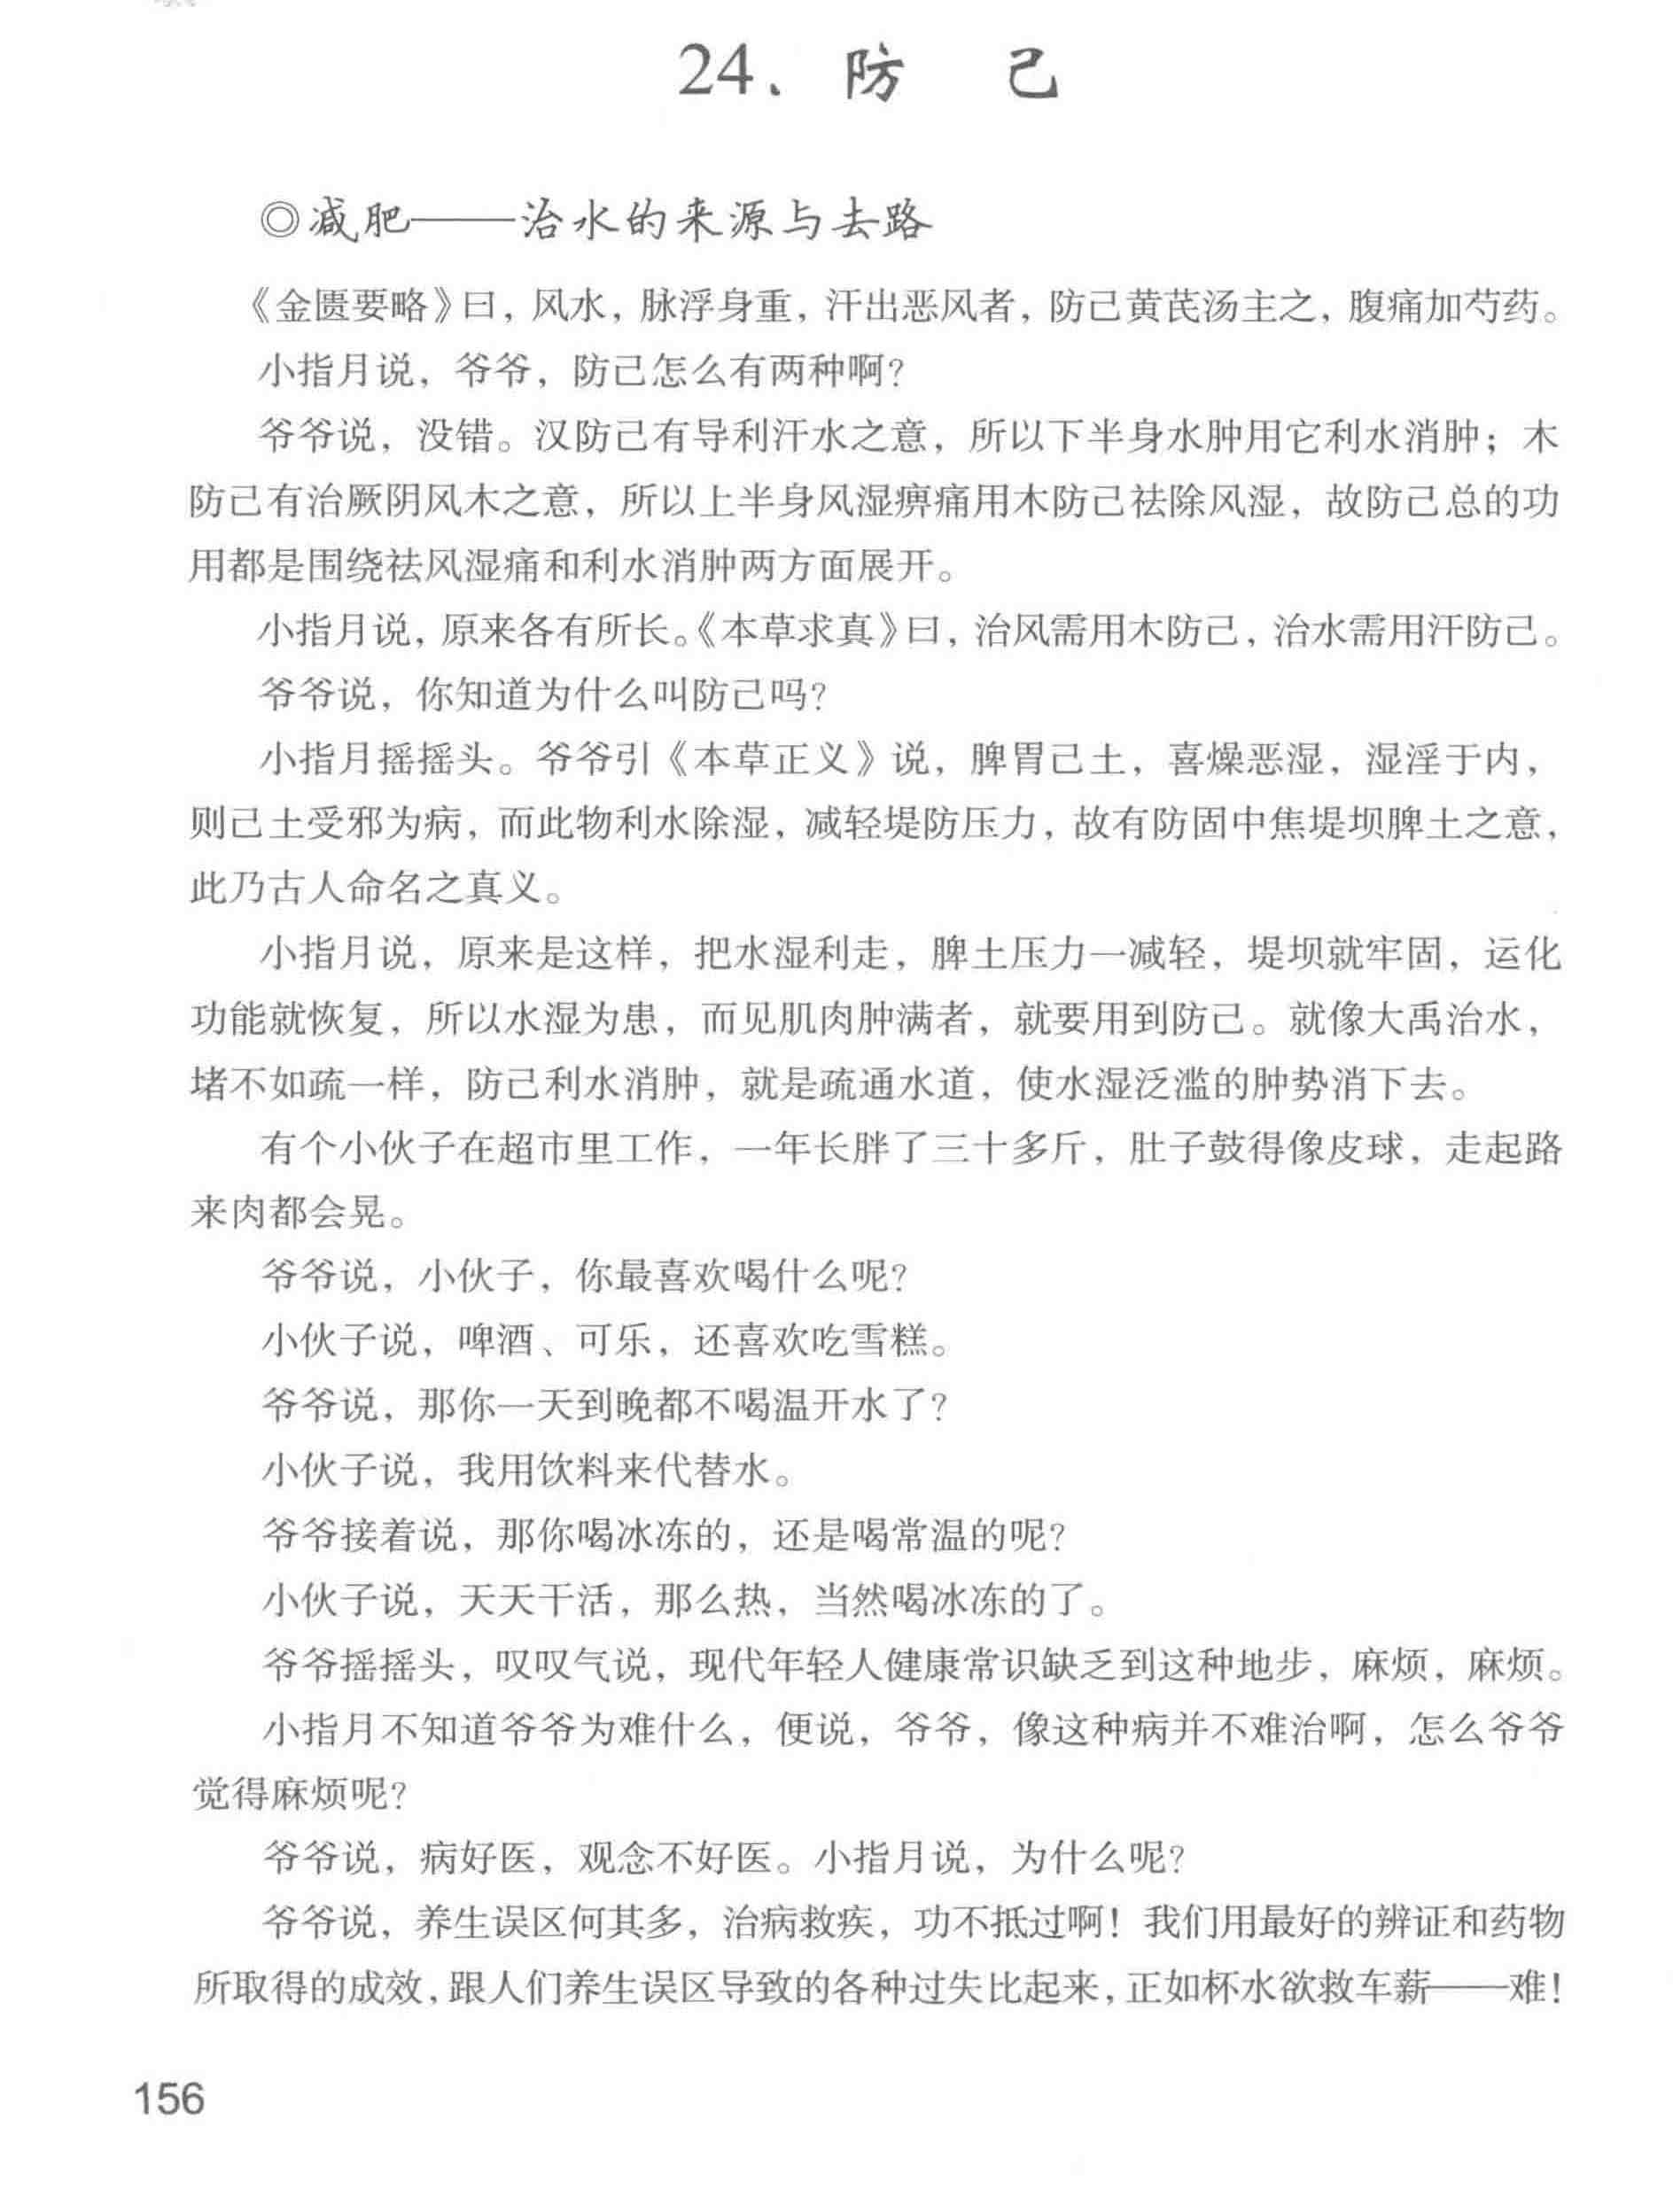 24、防 己
◎减肥——治水的来源与去路
《金匮要略》曰，风水，脉浮身重，汗出恶风者，防己黄芪汤主之，腹痛加芍药。
小指月说，爷爷，防己怎么有两种啊？
爷爷说，没错。汉防己有导利汗水之意，所以下半身水肿用它利水消肿；木
防己有治厥阴风木之意，所以上半身风湿痹痛用木防己祛除风湿，故防己总的功
用都是围绕祛风湿痛和利水消肿两方面展开。
小指月说，原来各有所长。《本草求真》曰，治风需用木防己，治水需用汗防己。
爷爷说，你知道为什么叫防己吗？
小指月摇摇头。爷爷引《本草正义》说，脾胃己土，喜燥恶湿，湿淫于内，
则己土受邪为病，而此物利水除湿，减轻堤防压力，故有防固中焦堤坝脾土之意，
此乃古人命名之真义。
小指月说，原来是这样，把水湿利走，脾土压力一减轻，堤坝就牢固，运化
功能就恢复，所以水湿为患，而见肌肉肿满者，就要用到防己。就像大禹治水，
堵不如疏一样，防己利水消肿，就是疏通水道，使水湿泛滥的肿势消下去。
有个小伙子在超市里工作，一年长胖了三十多斤，肚子鼓得像皮球，走起路
来肉都会晃。
爷爷说，小伙子，你最喜欢喝什么呢？
小伙子说，啤酒、可乐，还喜欢吃雪糕。
爷爷说，那你一天到晚都不喝温开水了？
小伙子说，我用饮料来代替水。
爷爷接着说，那你喝冰冻的，还是喝常温的呢？
小伙子说，天天干活，那么热，当然喝冰冻的了。
爷爷摇摇头，叹叹气说，现代年轻人健康常识缺乏到这种地步，麻烦，麻烦。
小指月不知道爷爷为难什么，便说，爷爷，像这种病并不难治啊，怎么爷爷
觉得麻烦呢？
爷爷说，病好医，观念不好医。小指月说，为什么呢？
爷爷说，养生误区何其多，治病救疾，功不抵过啊！我们用最好的辨证和药物
所取得的成效，跟人们养生误区导致的各种过失比起来，正如杯水欲救车薪——难！
156